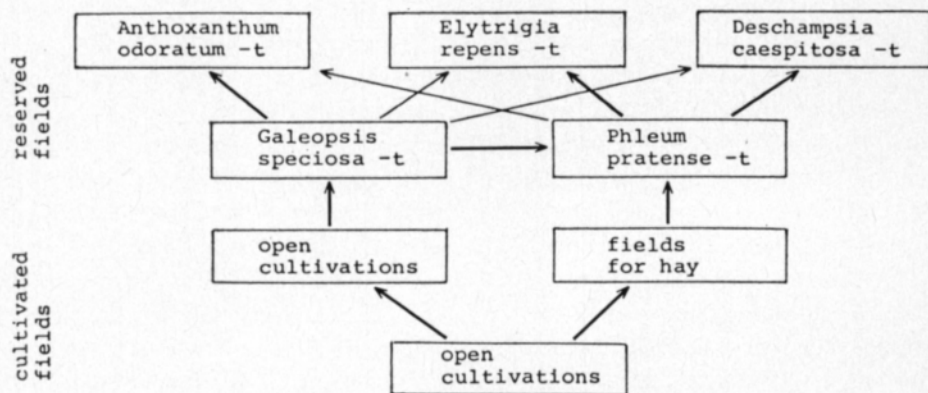 Anthoxanthum
odoratum -t
Elytrigia
repens -t
Deschampsia
caespitosa -t
reserved
fields
Galeopsis
speciosa -t
Phleum
pratense -t
open
cultivations
fields
for hay
cultivated
fields
open
cultivations